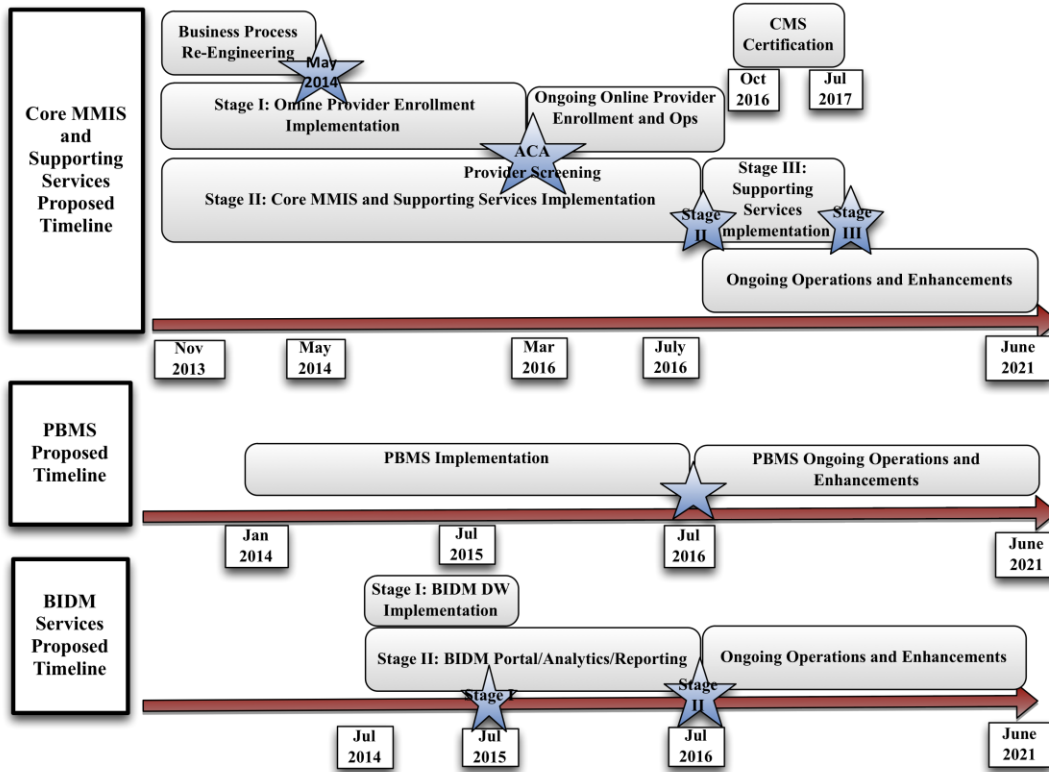 Core MMIS
and
Supporting
Services
Proposed
Timeline
Business Process
Re-Engineering
May
2014
CMS
Certification
Oct
2016
Jul
2017
Stage I: Online Provider Enrollment
Implementation
Ongoing Online Provider
Enrollment and Ops
ACA
Provider Screening
Stage II: Core MMIS and Supporting Services Implementation
Stage III:
Supporting
Services
mplementation
Stage
II
Stage
III
Ongoing Operations and Enhancements
Nov
2013
May
2014
Mar
2016
July
2016
June
2021
PBMS
Proposed
Timeline
PBMS Implementation
PBMS Ongoing Operations and
Enhancements
Jan
2014
Jul
2015
Jul
2016
June
2021
BIDM
Services
Proposed
Timeline
Stage I: BIDM DW
Implementation
Stage II: BIDM Portal/Analytics/Reporting
Ongoing Operations and Enhancements
Stage I
Stage
II
Jul
2014
Jul
2015
Jul
2016
June
2021